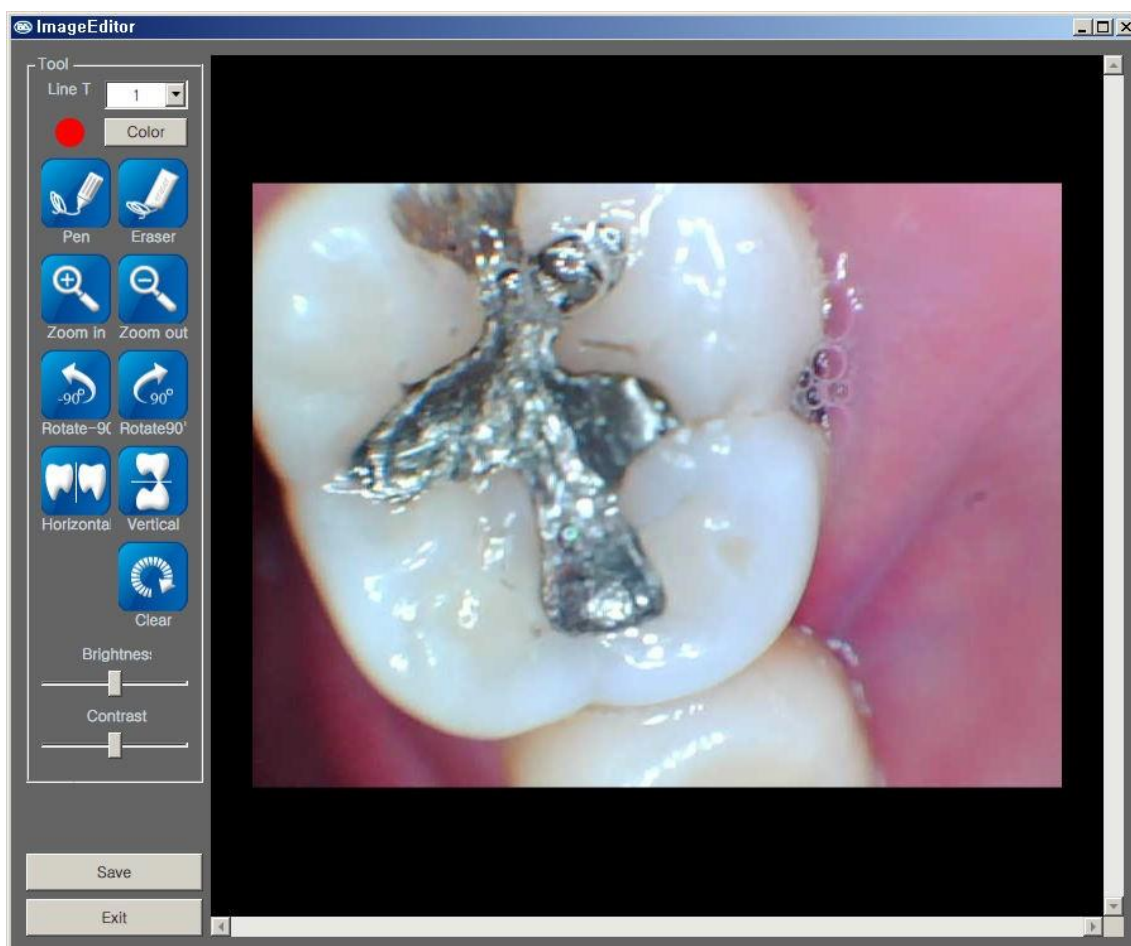 ImageEditor
Tool
Line T
1
Color
Pen Eraser
Zoom in Zoom out
-90° 90°
Rotate-9( Rotate90'
Horizontal Vertical
Clear
Brightnes
Contrast
Save
Exit